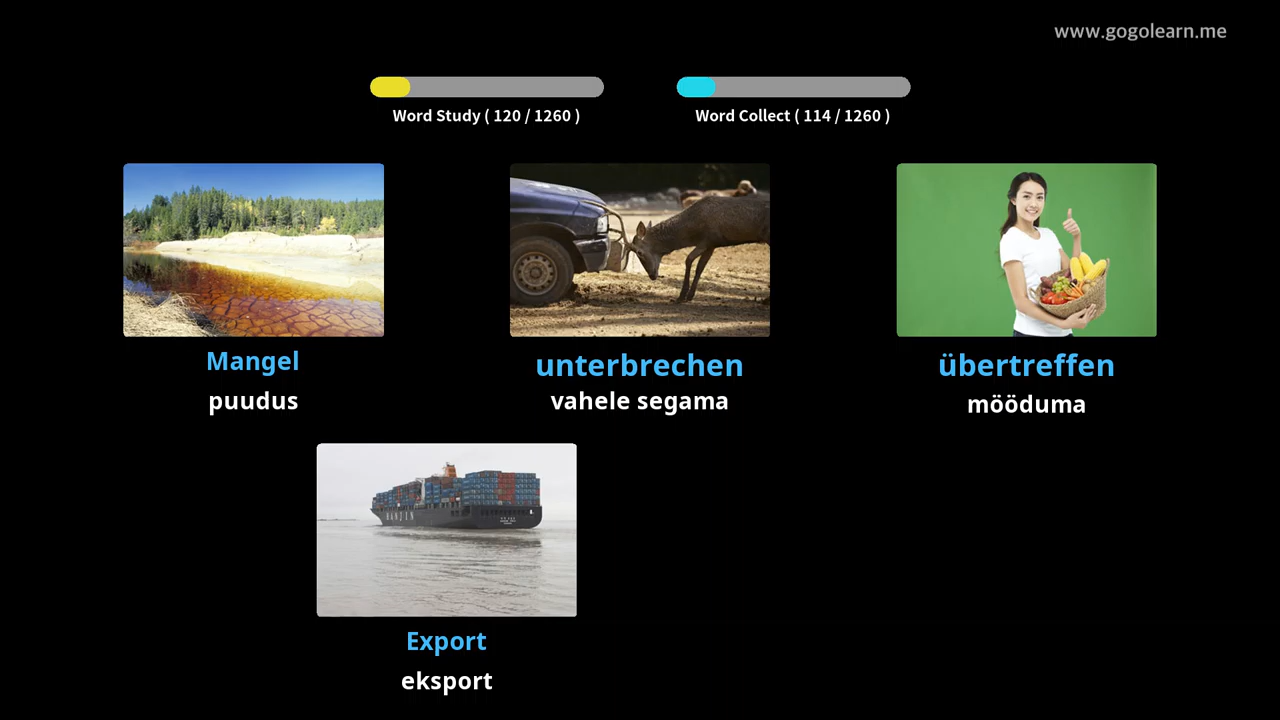 www.gogolearn.me
Word Study ( 120 / 1260 )
Word Collect ( 114 / 1260 )
Mangel
puudus
unterbrechen
vahele segama
übertreffen
mööduma
HANJIN
Export
eksport